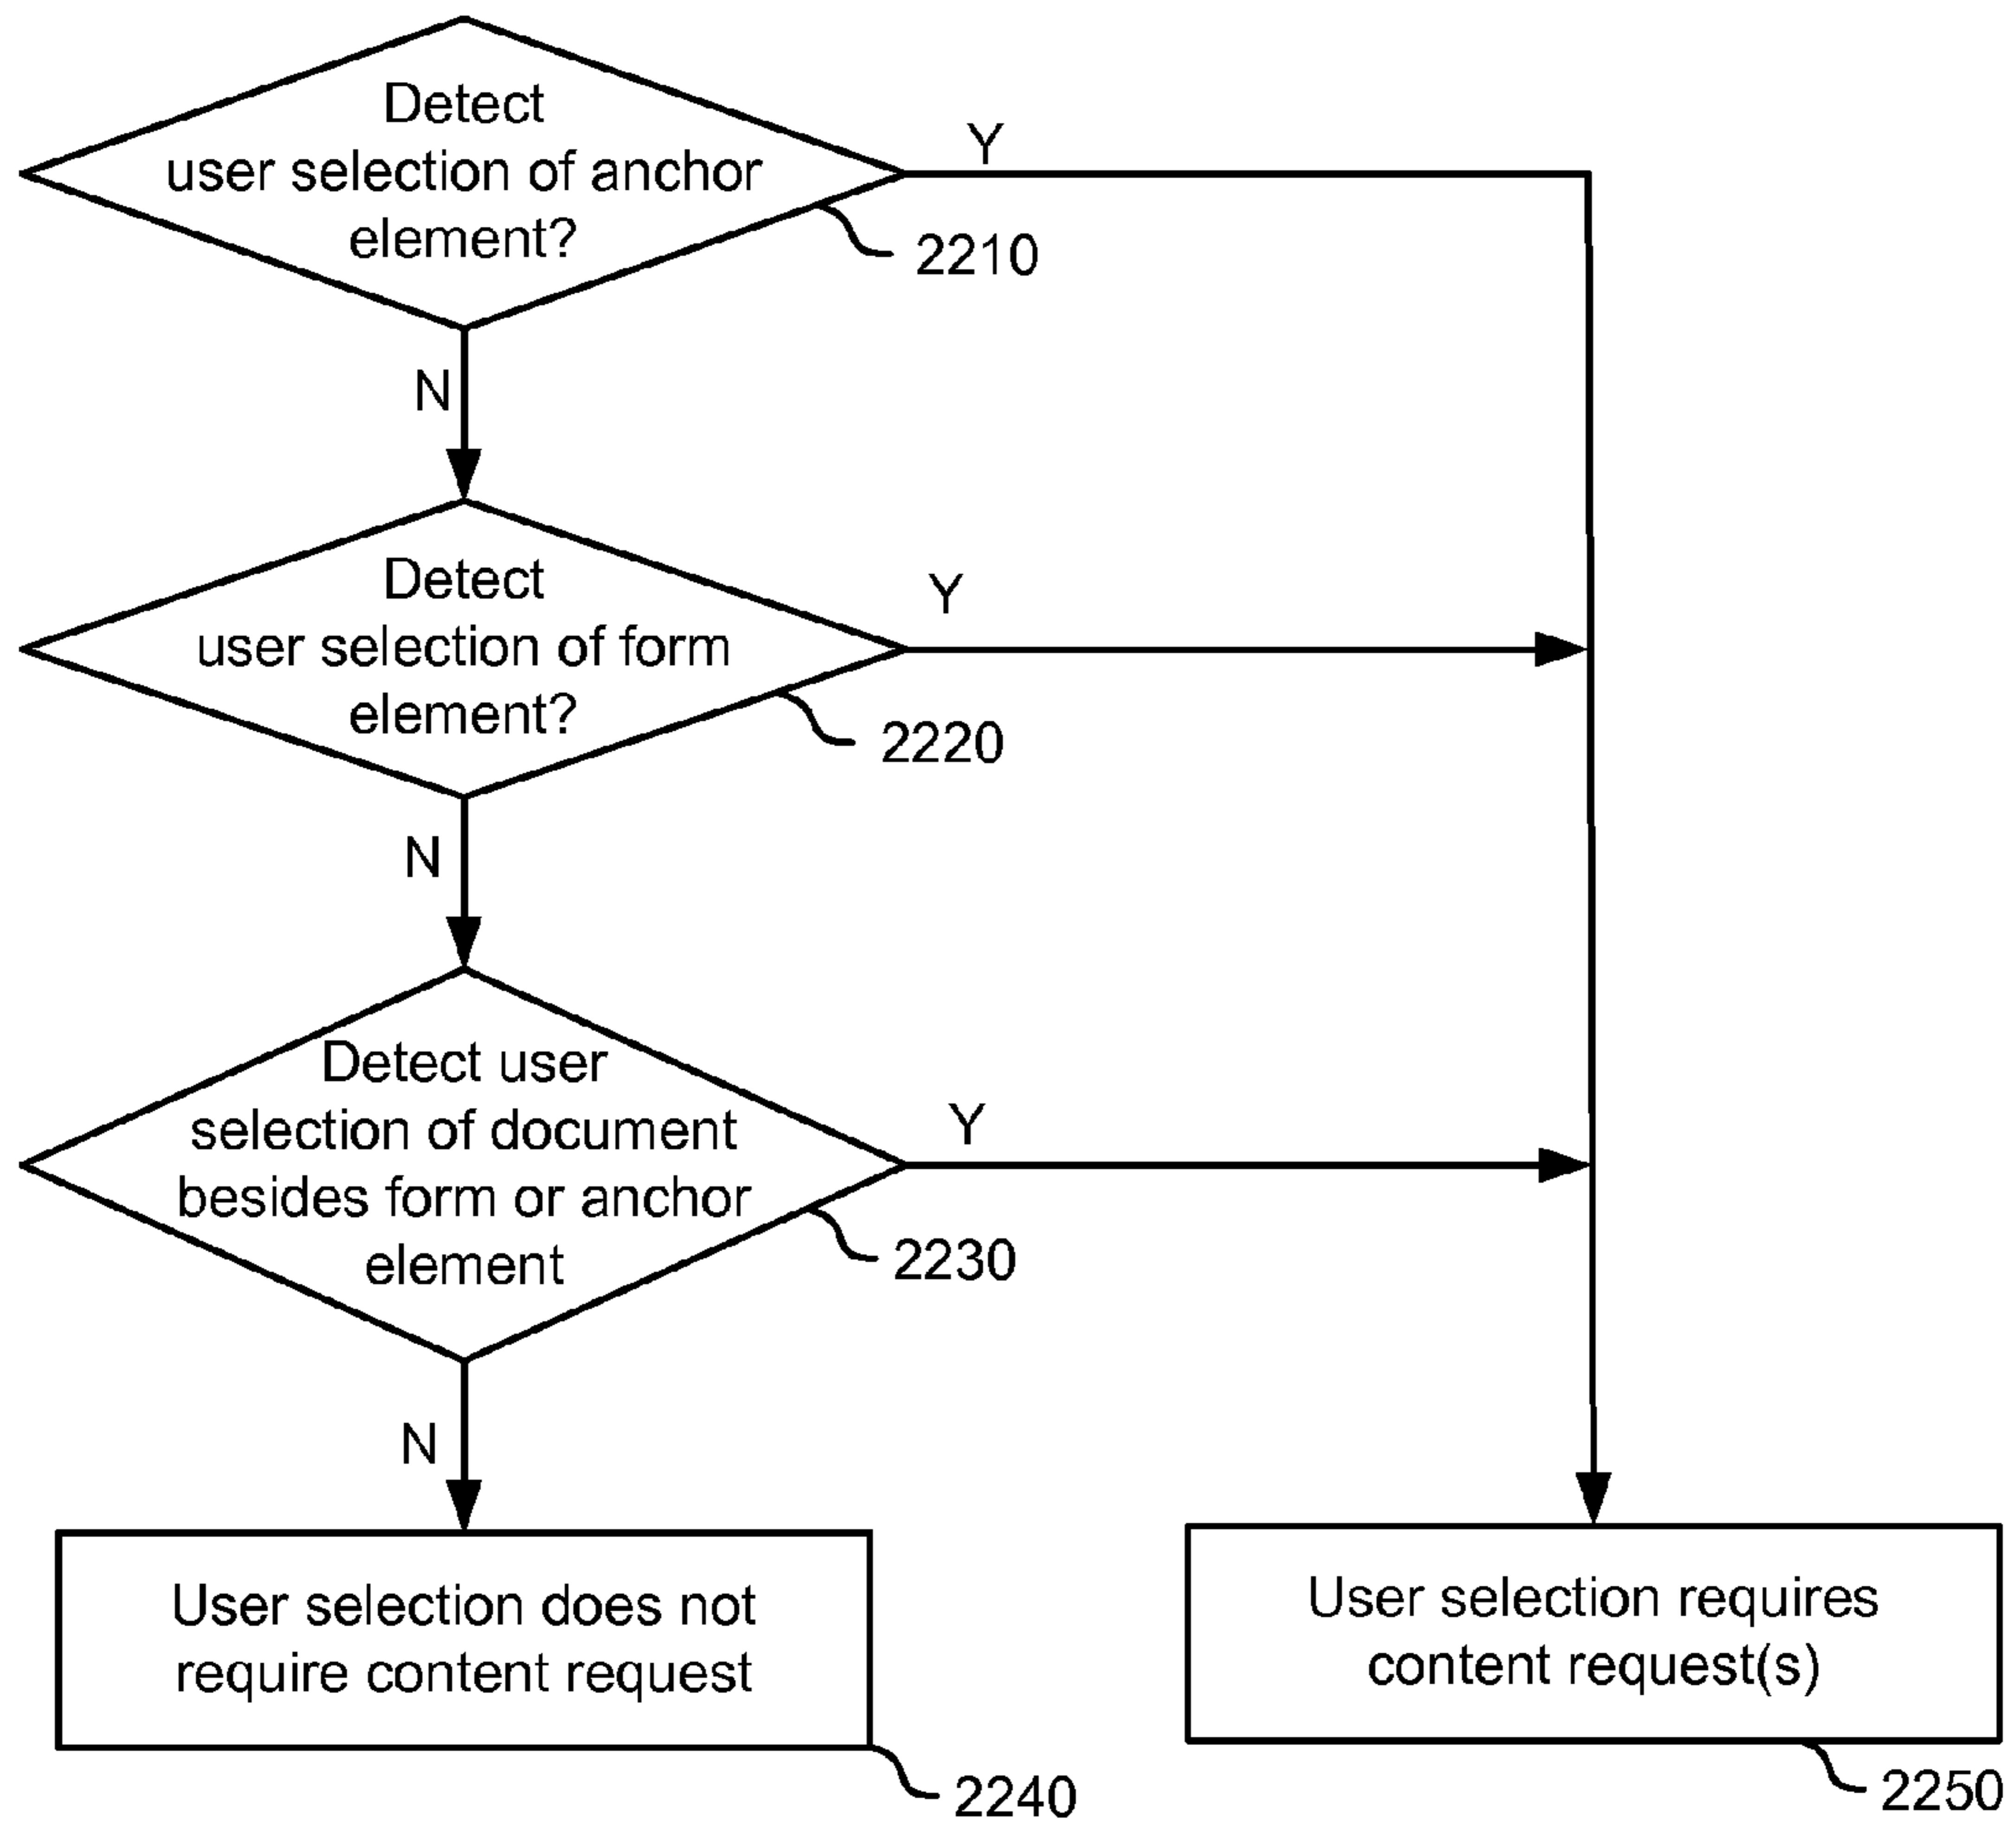 Detect
user selection of anchor
element?
Y
2210
N
Detect
user selection of form
element?
Y
2220
N
Detect user
selection of document
besides form or anchor
element
Y
2230
N
User selection does not
require content request
2240
User selection requires
content request(s)
2250